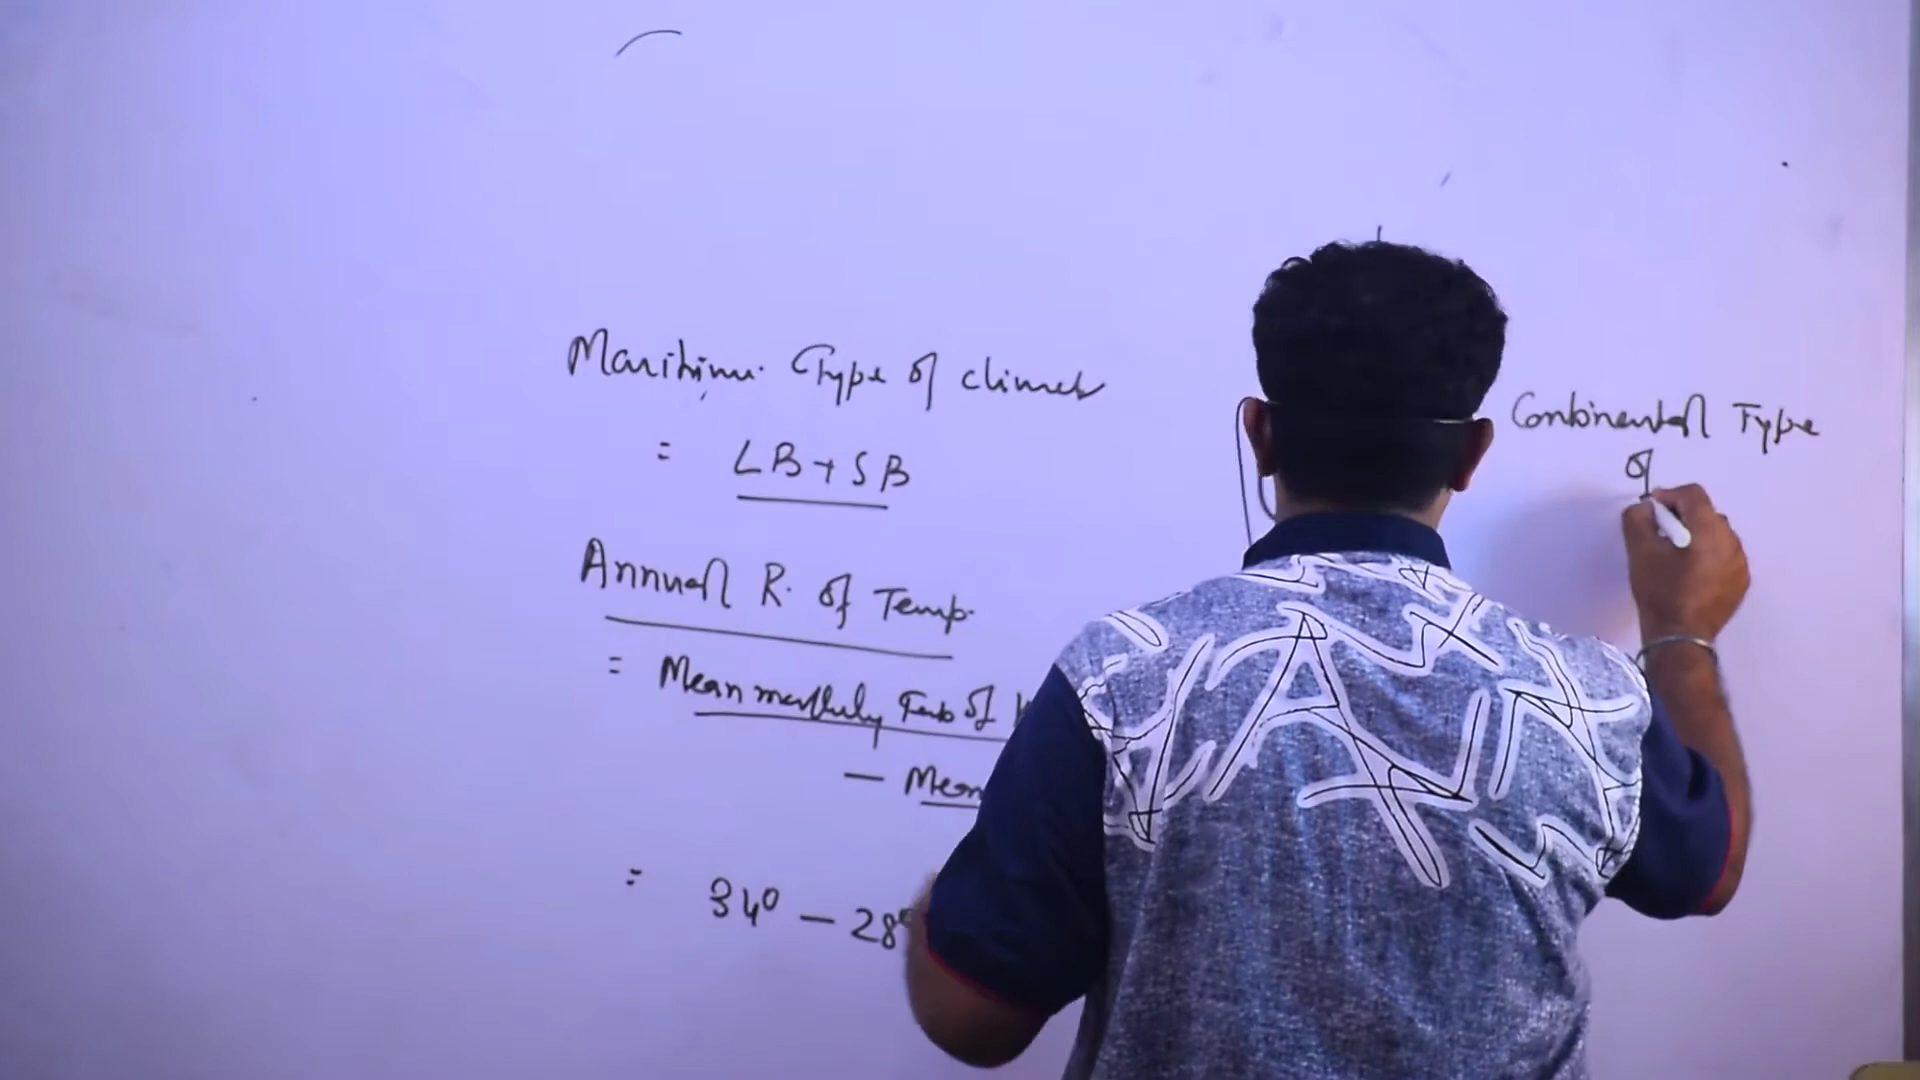 Maritime Type of climate
= LB+SB
Annual R. of Temp.
= Mean monthly Temp of
— Mean
= 34° — 28°
Continental Type
of